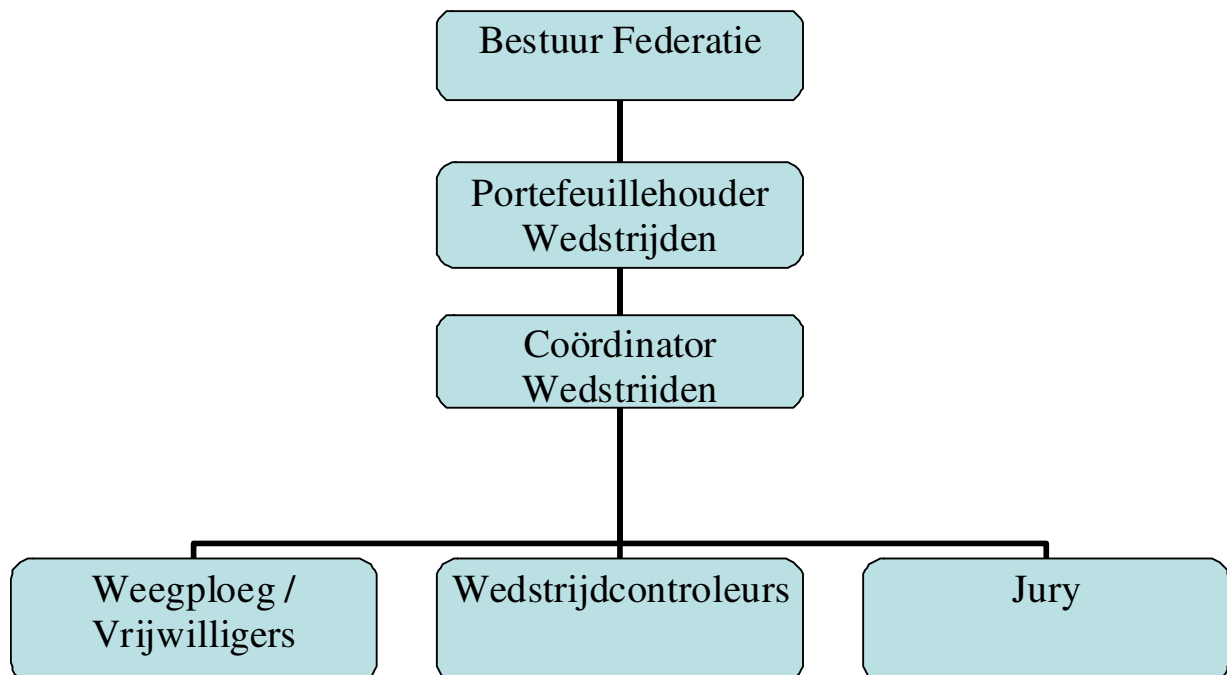 Bestuur Federatie
Portefeuillehouder
Wedstrijden
Coördinator
Wedstrijden
Weegploeg /
Vrijwilligers
Wedstrijdcontroleurs
Jury